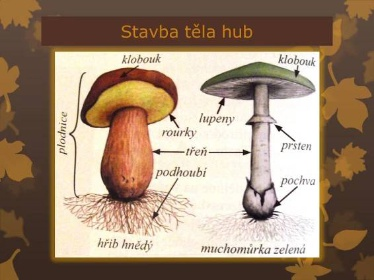 Stavba těla hub
klobouk
klobouk
plodnice
lupeny
rourky
třeň
prsten
podhoubí
pochva
hřib hnědý
muchomůrka zelená